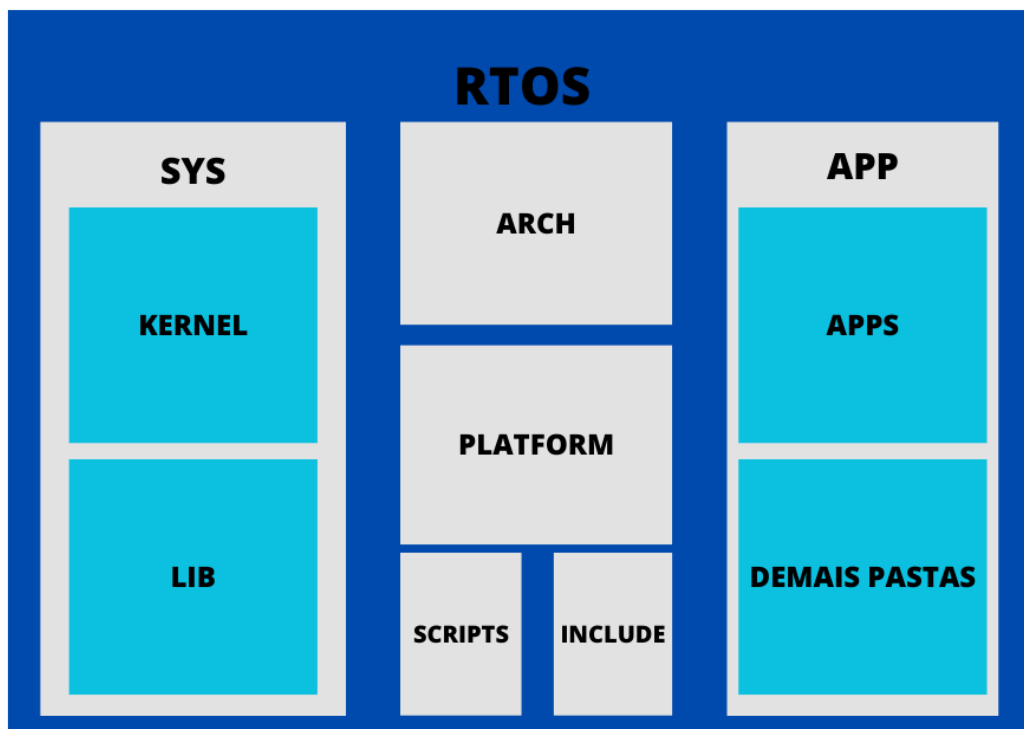 RTOS
SYS
KERNEL
LIB
ARCH
PLATFORM
SCRIPTS
INCLUDE
APP
APPS
DEMAIS PASTAS